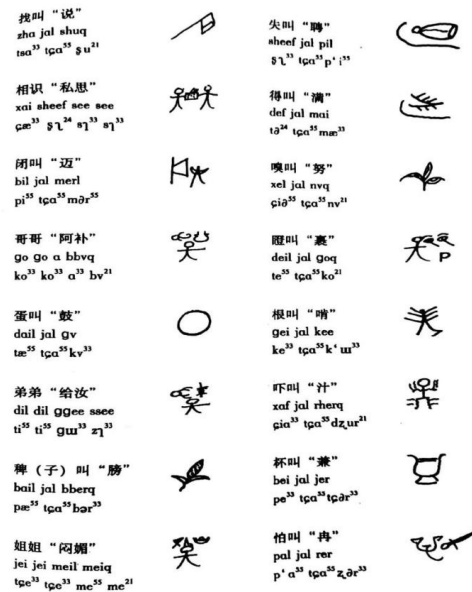 找叫“说”
zha jal shuq
tsa³³ tɕa⁵⁵ ʂu²¹
相识“私思”
xai sheef see see
ɕæ³³ ʂʅ²⁴ sɿ³³ sɿ³³
闭叫“迈”
bil jal merl
pi⁵⁵ tɕa⁵⁵ mər⁵⁵
哥哥“阿补”
go go a bbvq
ko³³ ko³³ a³³ bv²¹
蛋叫“鼓”
dail jal gv
tæ⁵⁵ tɕa⁵⁵ kv³³
弟弟“给汝”
dil dil ggee ssee
ti⁵⁵ ti⁵⁵ gɯ³³ zɿ³³
稗（子）叫“膀”
bail jal bberq
pæ⁵⁵ tɕa⁵⁵ bər³³
姐姐“闷媚”
jei jei meil meiq
tɕe³³ tɕe³³ me⁵⁵ me²¹
失叫“聘”
sheef jal pil
ʂʅ³³ tɕa⁵⁵ p‘i⁵⁵
得叫“满”
def jal mai
tə²⁴ tɕa⁵⁵ mæ³³
嗅叫“努”
xel jal nvq
ɕiə⁵⁵ tɕa⁵⁵ nv²¹
瞪叫“裹”
deil jal goq
te⁵⁵ tɕa⁵⁵ ko²¹
根叫“啃”
gei jal kee
ke³³ tɕa⁵⁵ k‘ɯ³³
吓叫“汁”
xaf jal rherq
ɕia³³ tɕa⁵⁵ dʐur²¹
杯叫“兼”
bei jal jer
pe³³ tɕa⁵⁵ tɕər³³
怕叫“冉”
pal jal rer
p‘a⁵⁵ tɕa⁵⁵ ʐər³³